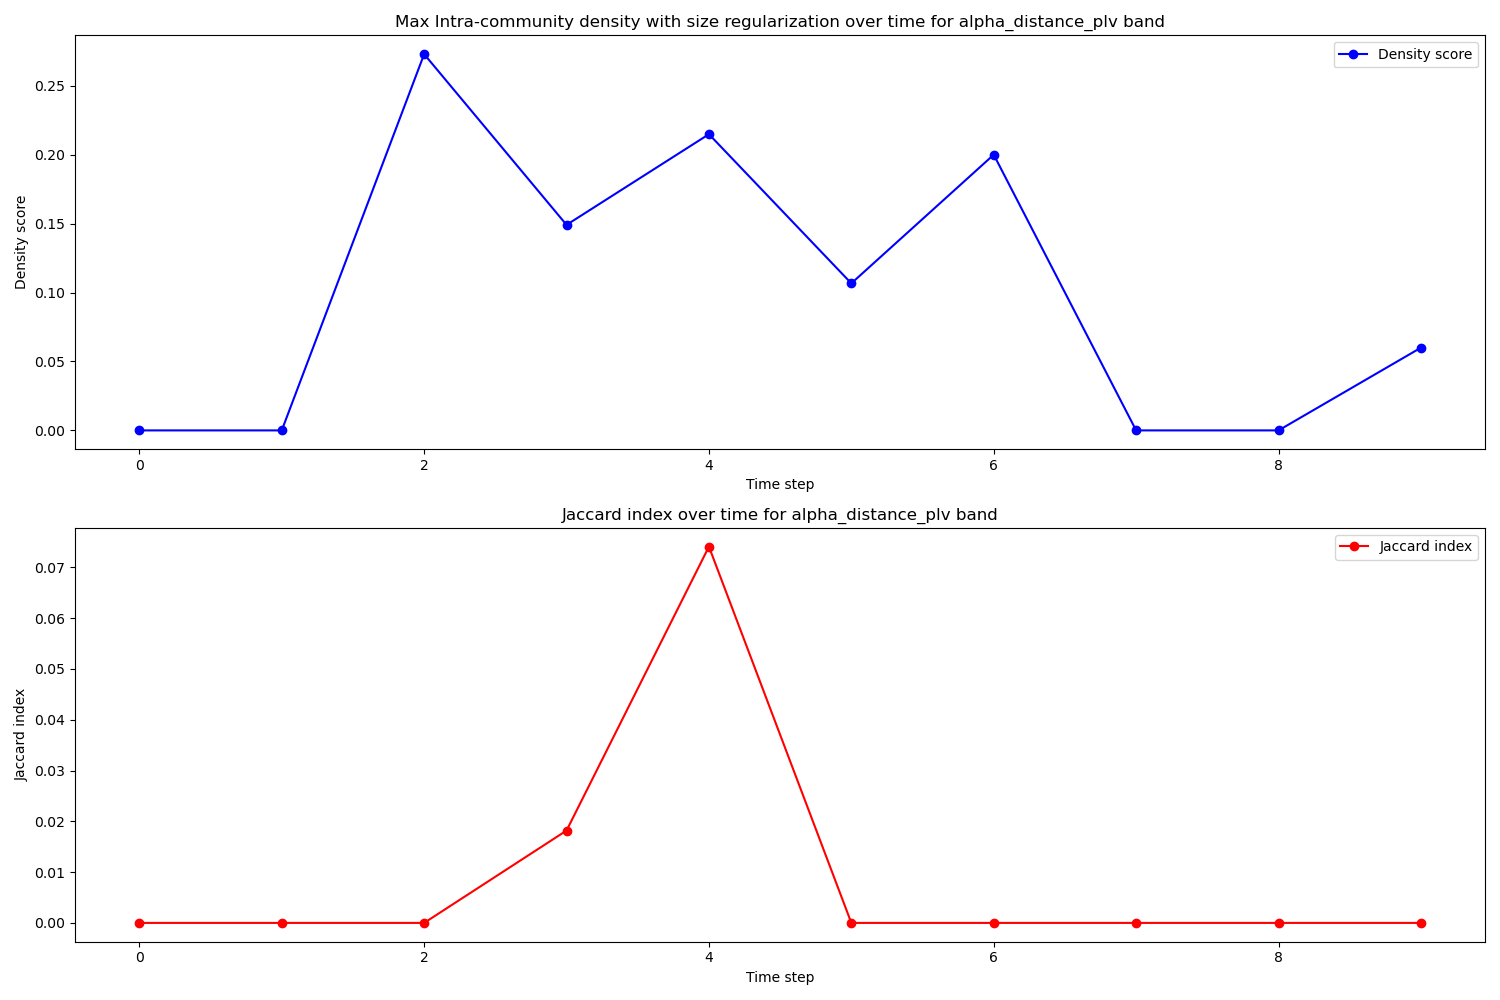 Max Intra-community density with size regularization over time for alpha_distance_plv band
Density score
Density score
0.25
0.20
0.15
0.10
0.05
0.00
0 2 4 6 8
Time step
Jaccard index over time for alpha_distance_plv band
Jaccard index
Jaccard index
0.07
0.06
0.05
0.04
0.03
0.02
0.01
0.00
0 2 4 6 8
Time step